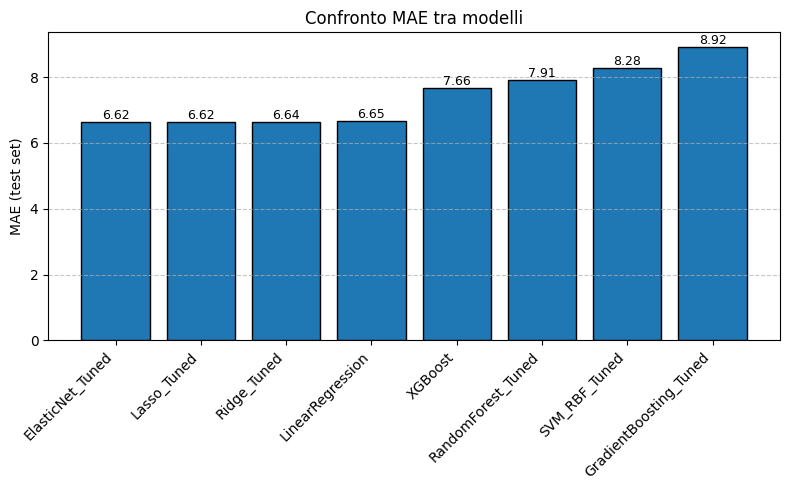 Confronto MAE tra modelli
MAE (test set)
8
6
4
2
0
6.62
6.62
6.64
6.65
7.66
7.91
8.28
8.92
ElasticNet_Tuned
Lasso_Tuned
Ridge_Tuned
LinearRegression
XGBoost
RandomForest_Tuned
SVM_RBF_Tuned
GradientBoosting_Tuned